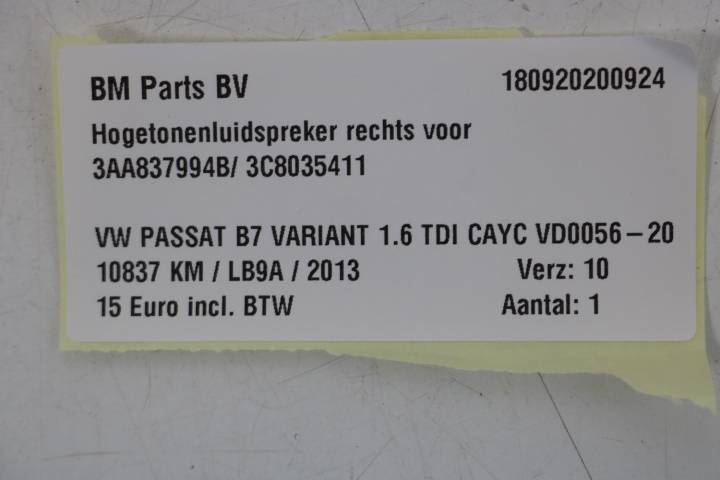 BM Parts BV 180920200924
Hogetonenluidspreker rechts voor
3AA837994B/ 3C8035411
VW PASSAT B7 VARIANT 1.6 TDI CAYC VD0056-20
10837 KM / LB9A / 2013 Verz: 10
15 Euro incl. BTW Aantal: 1